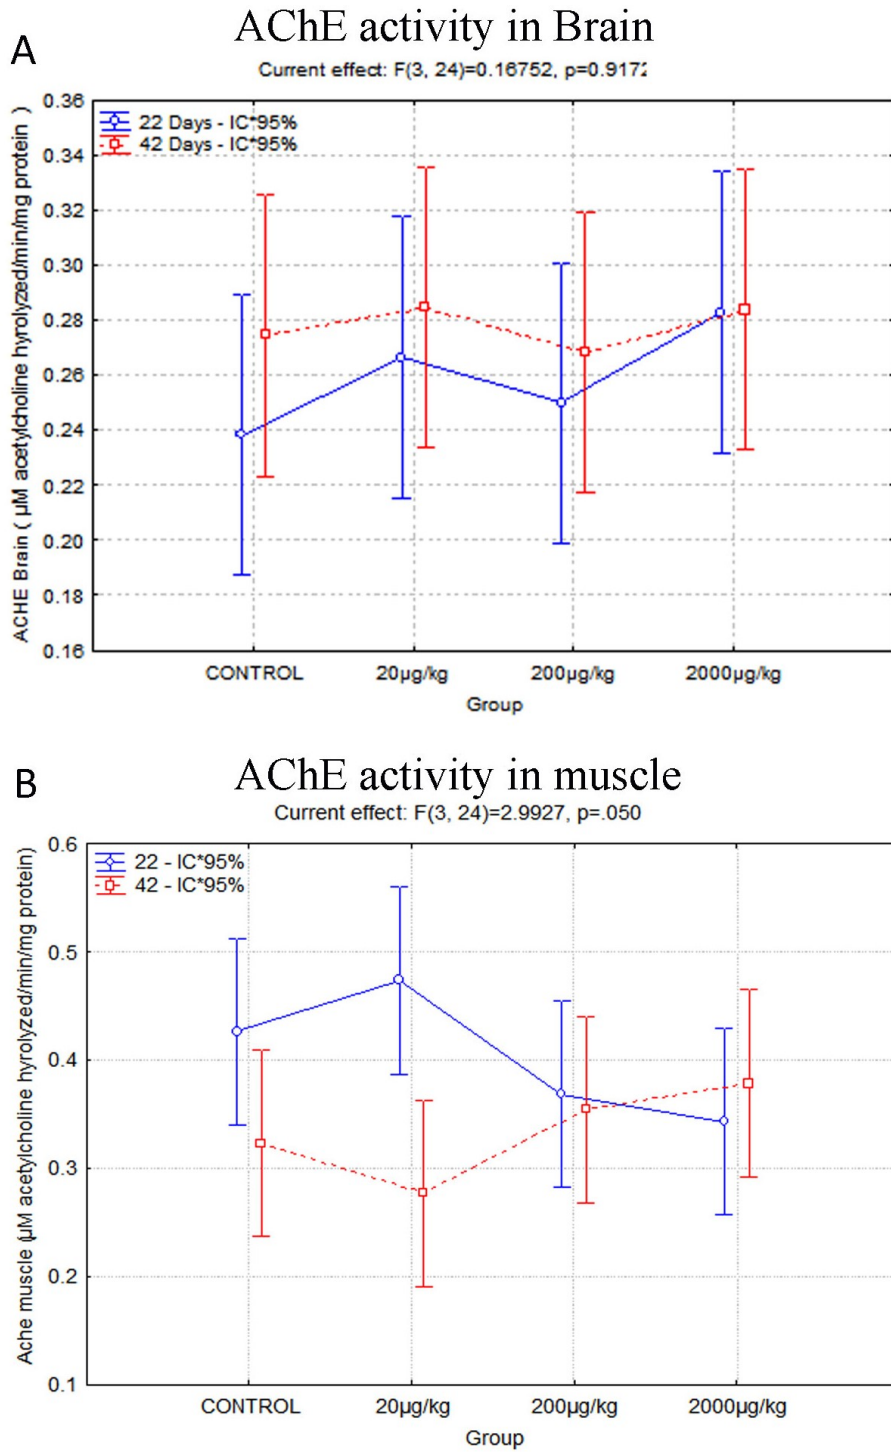 A
AChE activity in Brain
Current effect: F(3, 24)=0.16752, p=0.9172
22 Days - IC*95%
42 Days - IC*95%
ACHE Brain ( µM acetylcholine hyrolyzed/min/mg protein )
0.36
0.34
0.32
0.30
0.28
0.26
0.24
0.22
0.20
0.18
0.16
CONTROL 20µg/kg 200µg/kg 2000µg/kg
Group
B
AChE activity in muscle
Current effect: F(3, 24)=2.9927, p=.050
22 - IC*95%
42 - IC*95%
Ache muscle (µM acetylcholine hyrolyzed/min/mg protein)
0.6
0.5
0.4
0.3
0.2
0.1
CONTROL 20µg/kg 200µg/kg 2000µg/kg
Group